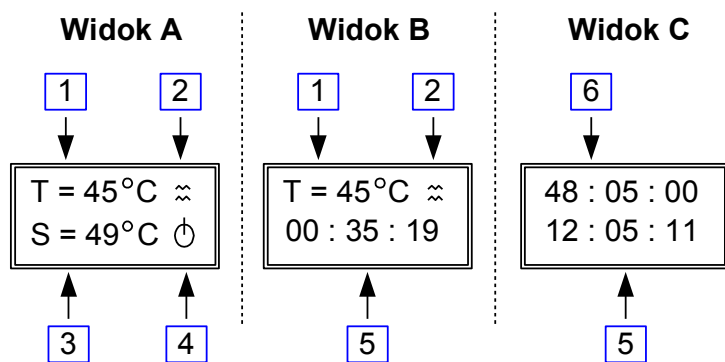 Widok A
Widok B
Widok C
1
2
1
2
6
T = 45°C
S = 49°C
T = 45°C
00 : 35 : 19
48 : 05 : 00
12 : 05 : 11
3
4
5
5